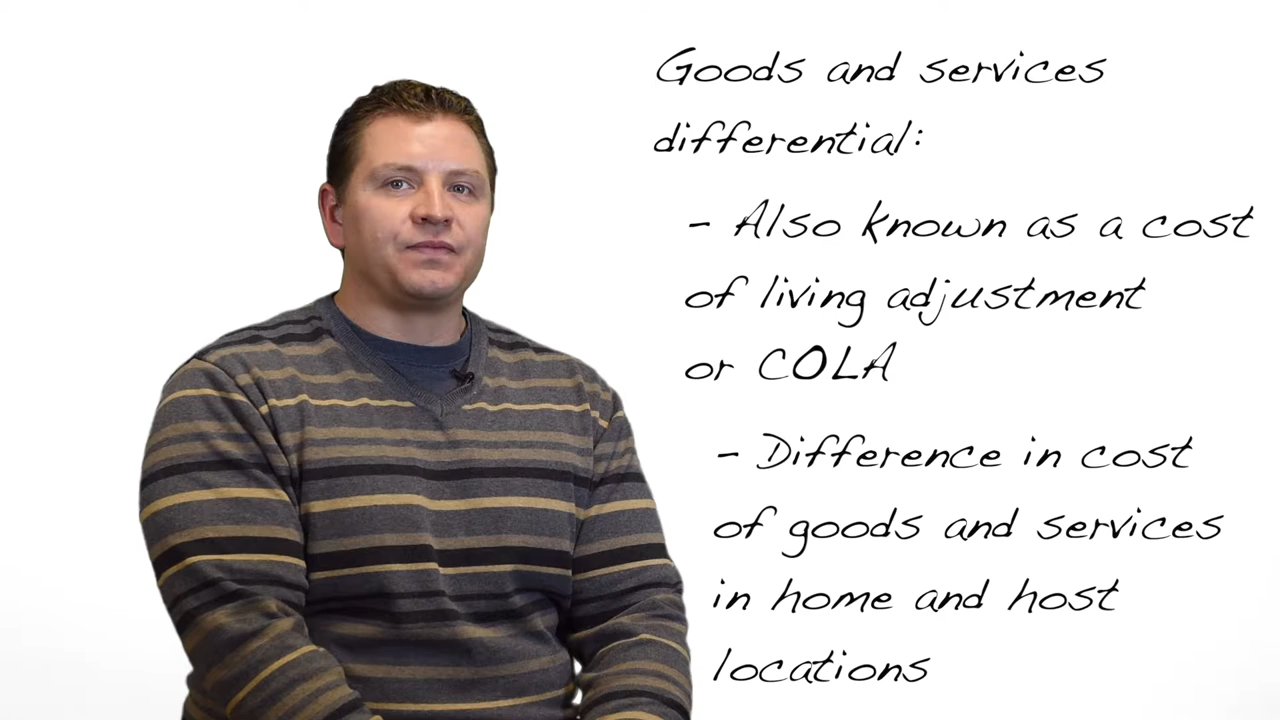 Goods and services
differential:
- Also known as a cost
of living adjustment
or COLA
- Difference in cost
of goods and services
in home and host
locations